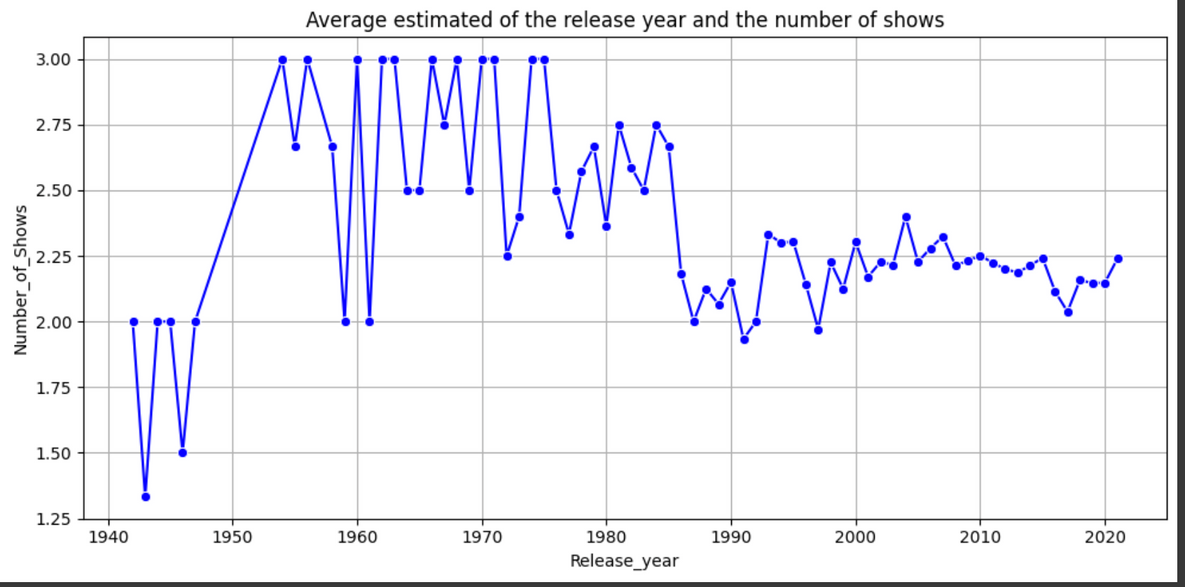 Average estimated of the release year and the number of shows
3.00
2.75
2.50
2.25
2.00
1.75
1.50
1.25
Number_of_Shows
1940 1950 1960 1970 1980 1990 2000 2010 2020
Release_year